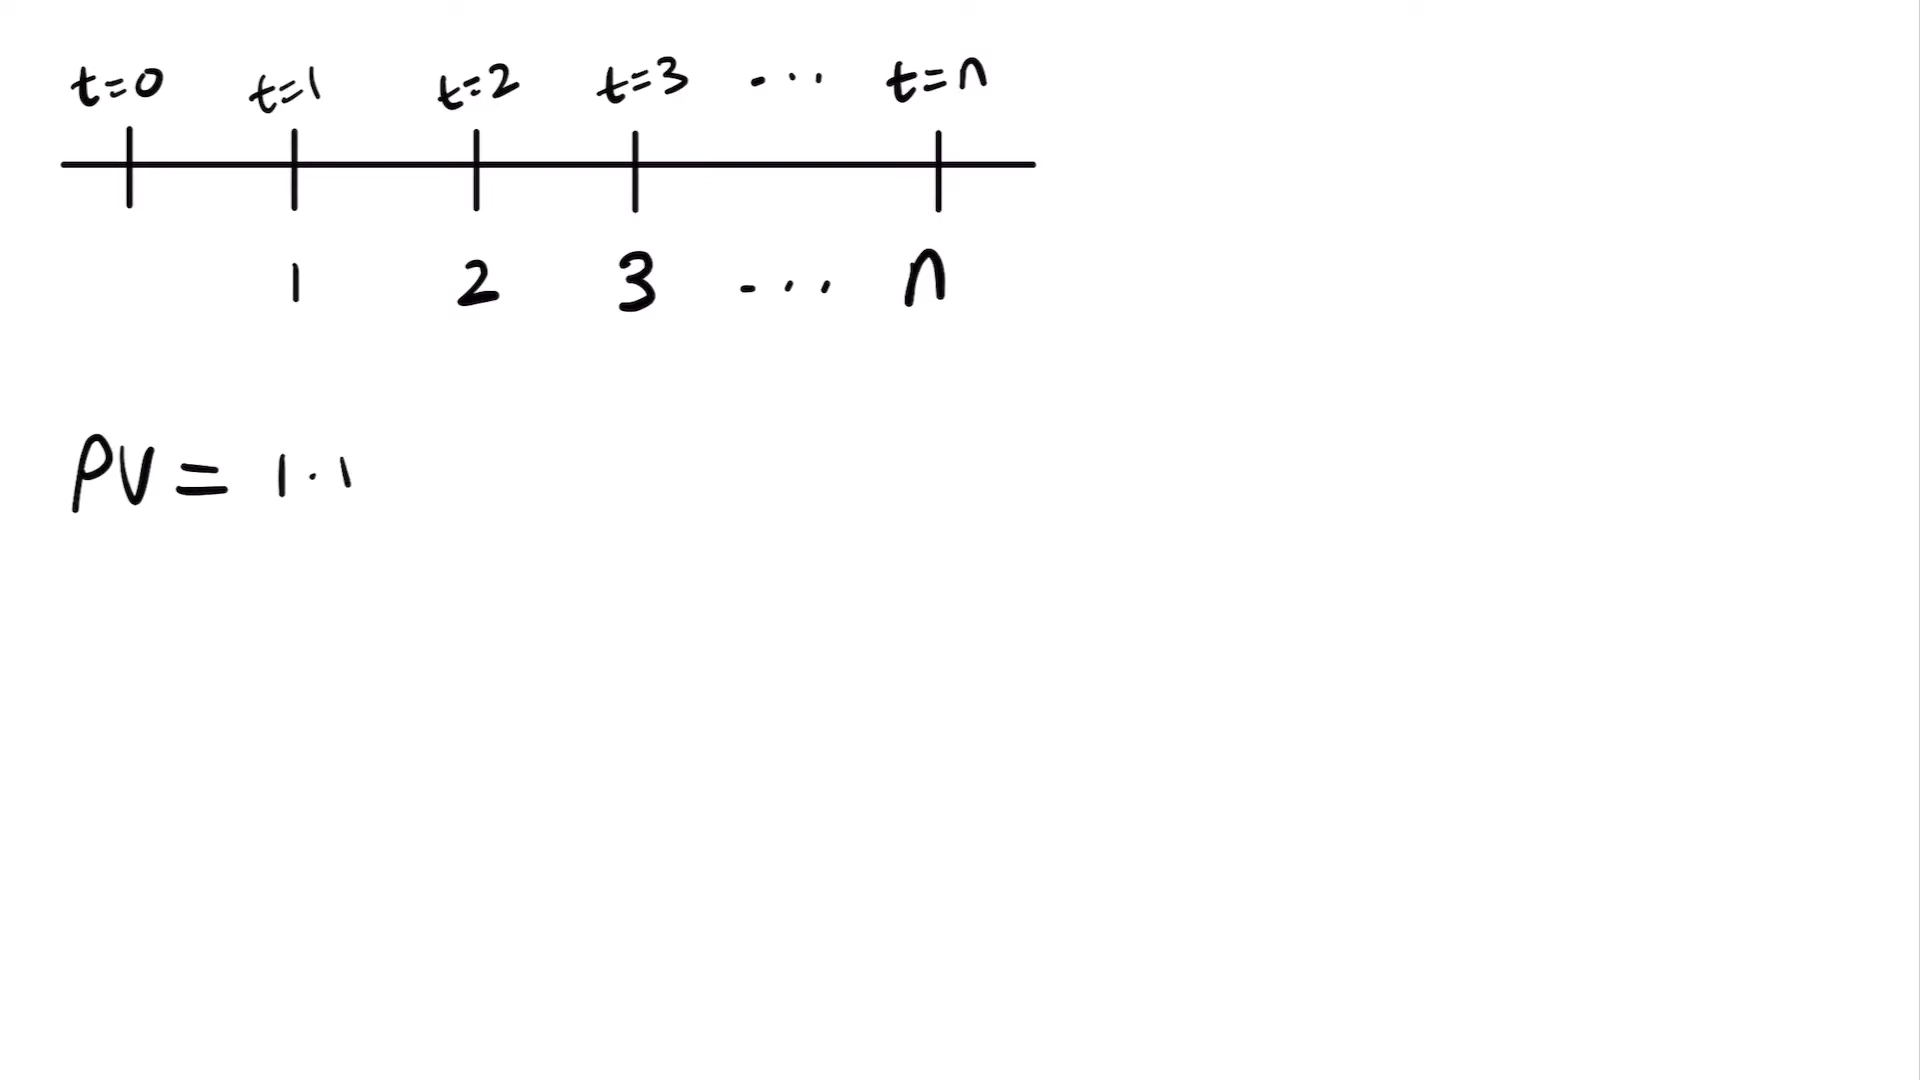 t=0 t=1 t=2 t=3 ... t=n
1 2 3 ... n
PV = 1 · 1